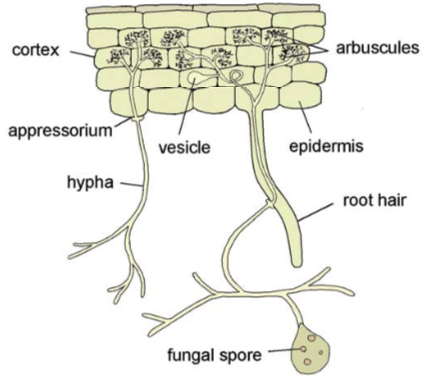 cortex
arbuscules
appressorium
vesicle
epidermis
hypha
root hair
fungal spore